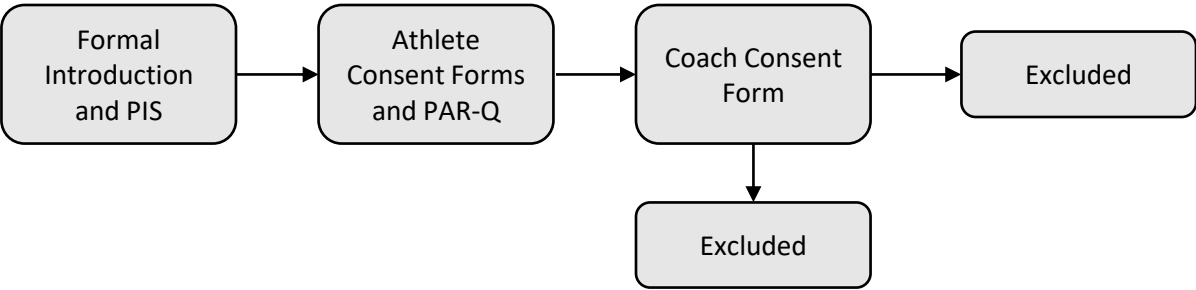 Formal
Introduction
and PIS
Athlete
Consent Forms
and PAR-Q
Coach Consent
Form
Excluded
Excluded